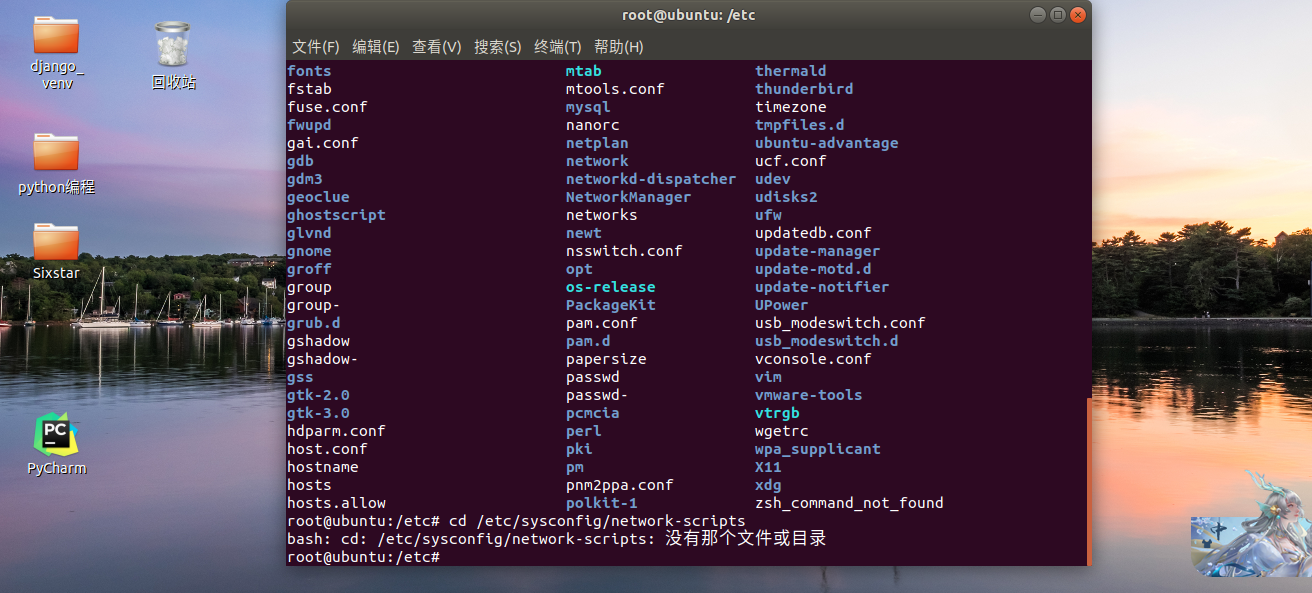 django_
venv
回收站
python编程
Sixstar
PC
PyCharm
root@ubuntu: /etc
文件(F) 编辑(E) 查看(V) 搜索(S) 终端(T) 帮助(H)
fonts mtab thermald
fstab mtools.conf thunderbird
fuse.conf mysql timezone
fwupd nanorc tmpfiles.d
gai.conf netplan ubuntu-advantage
gdb network ucf.conf
gdm3 networkd-dispatcher udev
geoclue NetworkManager udisks2
ghostscript networks ufw
glvnd newt updatedb.conf
gnome nsswitch.conf update-manager
groff opt update-motd.d
group os-release update-notifier
group- PackageKit UPower
grub.d pam.conf usb_modeswitch.conf
gshadow pam.d usb_modeswitch.d
gshadow- papersize vconsole.conf
gss passwd vim
gtk-2.0 passwd- vmware-tools
gtk-3.0 pcmcia vtrgb
hdparm.conf perl wgetrc
host.conf pki wpa_supplicant
hostname pm X11
hosts pnm2ppa.conf xdg
hosts.allow polkit-1 zsh_command_not_found
root@ubuntu:/etc# cd /etc/sysconfig/network-scripts
bash: cd: /etc/sysconfig/network-scripts: 没有那个文件或目录
root@ubuntu:/etc#